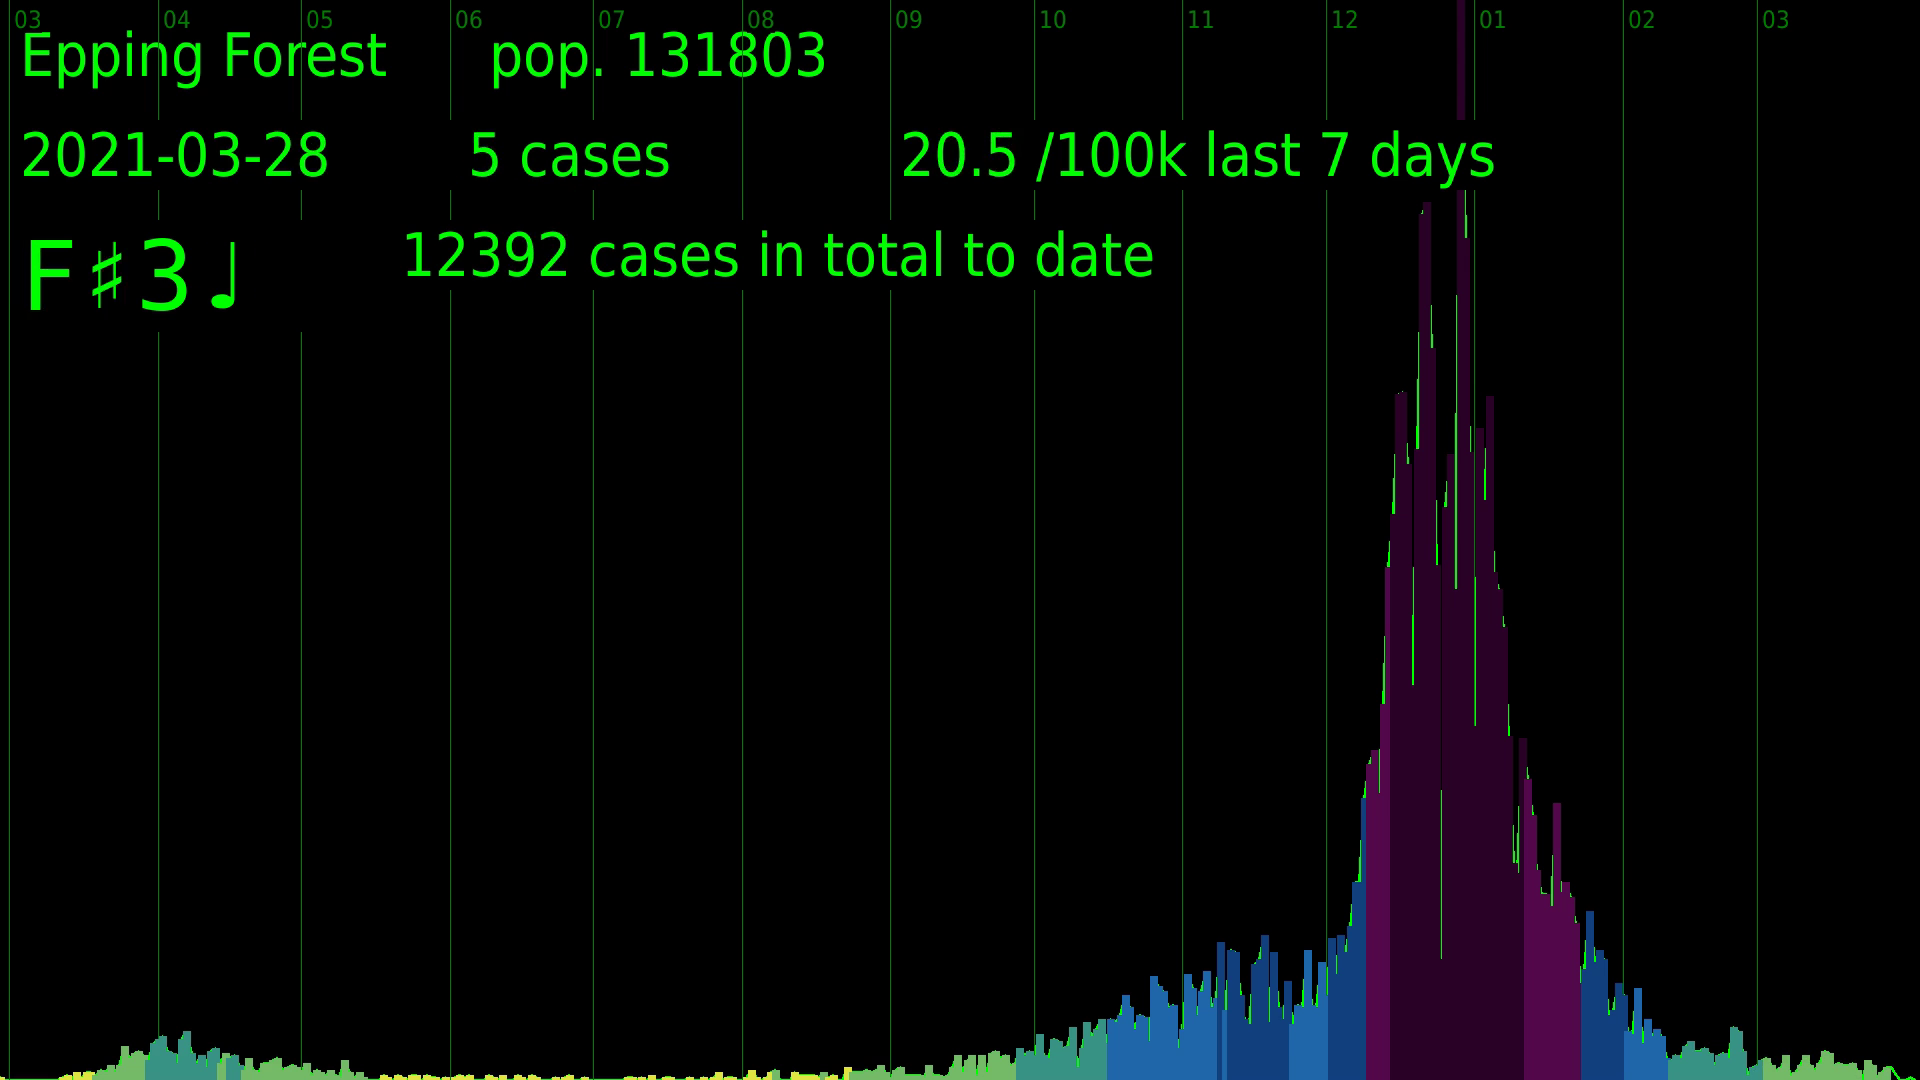 03 04 05 06 07 08 09 10 11 12 01 02 03
Epping Forest pop. 131803
2021-03-28 5 cases 20.5 /100k last 7 days
F♯3♩ 12392 cases in total to date